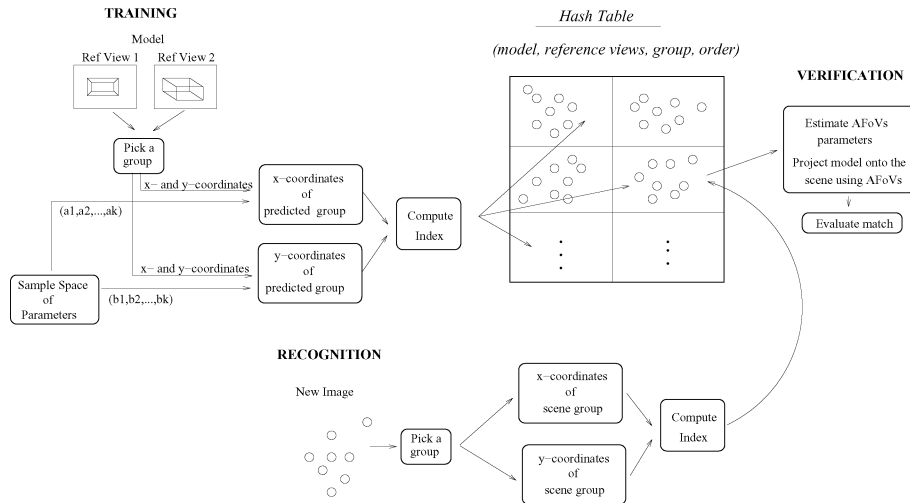 TRAINING
Model
Ref View 1
Ref View 2
Pick a
group
x− and y−coordinates
(a1,a2,...,ak)
x−coordinates
of
predicted group
Compute
Index
x− and y−coordinates
y−coordinates
of
predicted group
Sample Space
of
Parameters
(b1,b2,...,bk)
Hash Table
(model, reference views, group, order)
VERIFICATION
Estimate AFoVs
parameters
Project model onto the
scene using AFoVs
Evaluate match
RECOGNITION
New Image
Pick a
group
x−coordinates
of
scene group
y−coordinates
of
scene group
Compute
Index